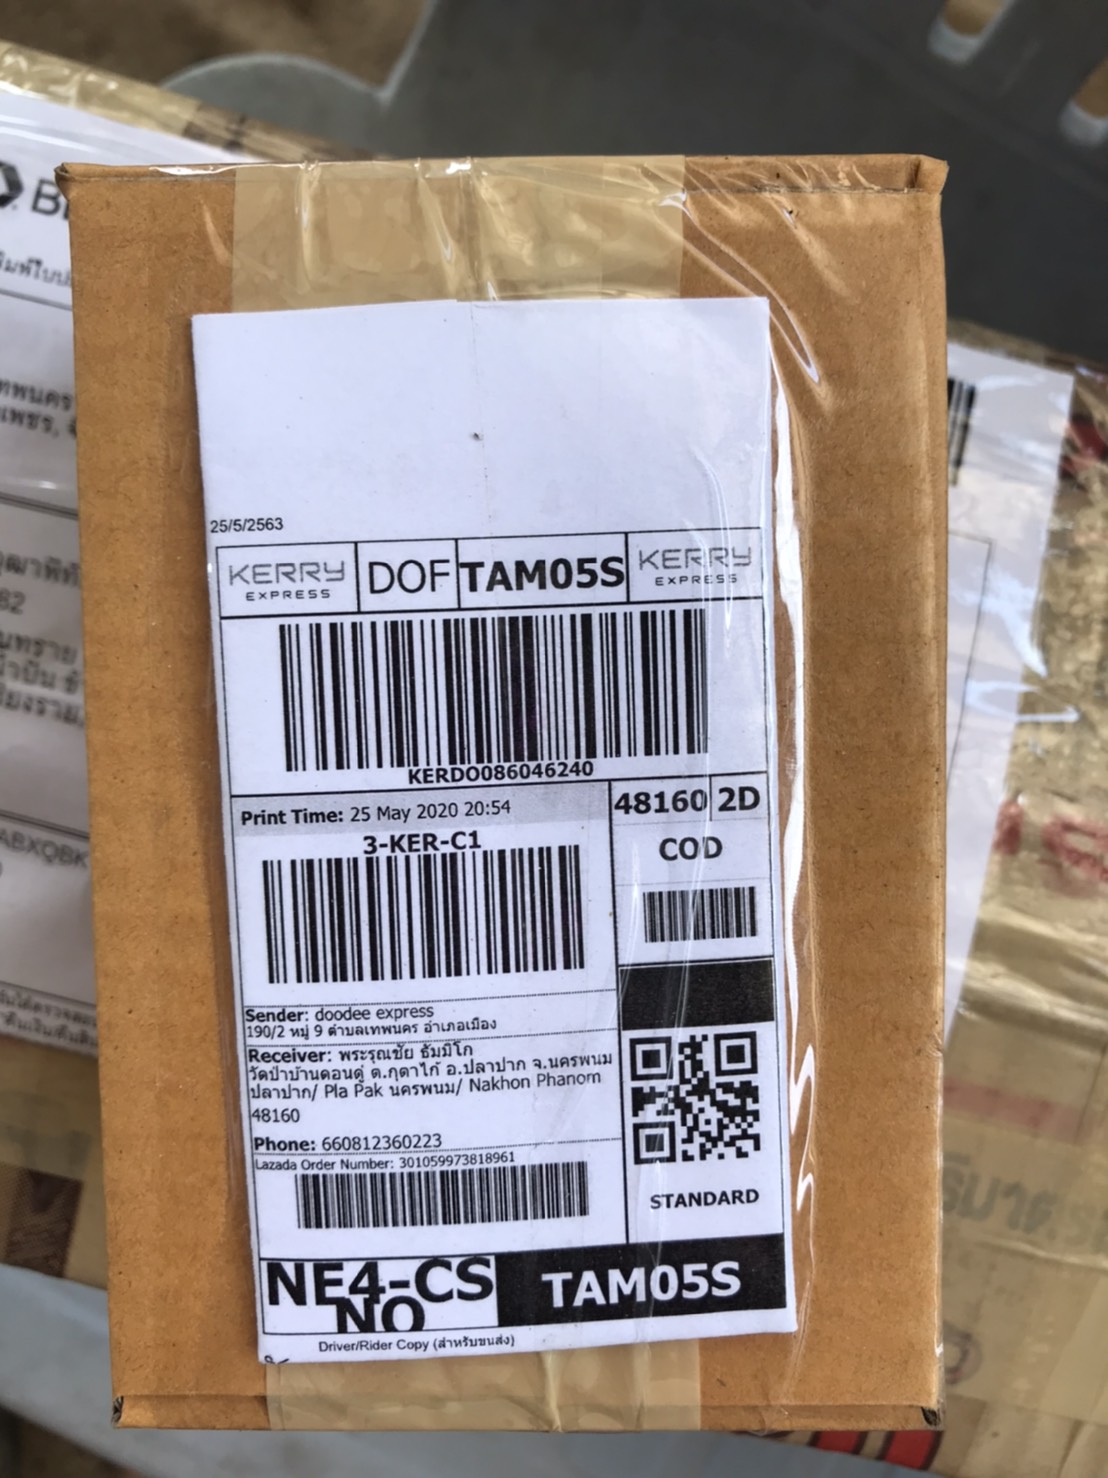 25/5/2563
KERRY EXPRESS DOF TAM05S KERRY EXPRESS
KERDO086046240
Print Time: 25 May 2020 20:54
48160 2D
3-KER-C1
COD
Sender: doodee express
190/2 หมู่ 9 ตำบลเทพนคร อำเภอเมือง
Receiver: พระรุณชัย ธัมมิโก
วัดป่าบ้านดอนดู่ ต.กุตาไก้ อ.ปลาปาก จ.นครพนม
ปลาปาก/ Pla Pak นครพนม/ Nakhon Phanom
48160
Phone: 660812360223
Lazada Order Number: 301059973818961
STANDARD
NE4-CS
NO
TAM05S
Driver/Rider Copy (สำหรับขนส่ง)